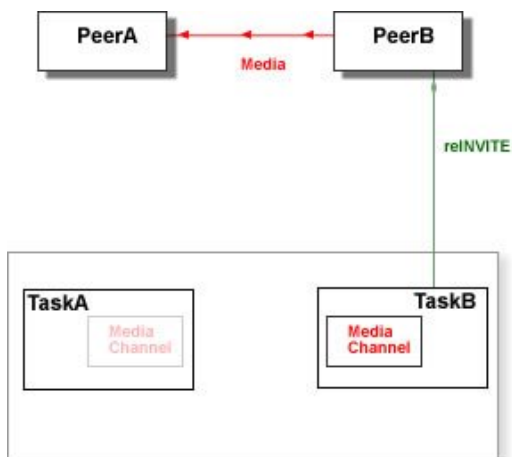 PeerA
PeerB
Media
reINVITE
TaskA
TaskB
Media
Channel
Media
Channel